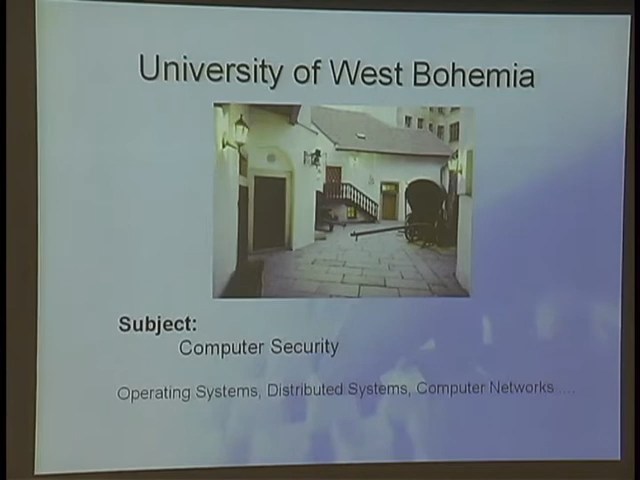 University of West Bohemia
Subject:
Computer Security
Operating Systems, Distributed Systems, Computer Networks.....